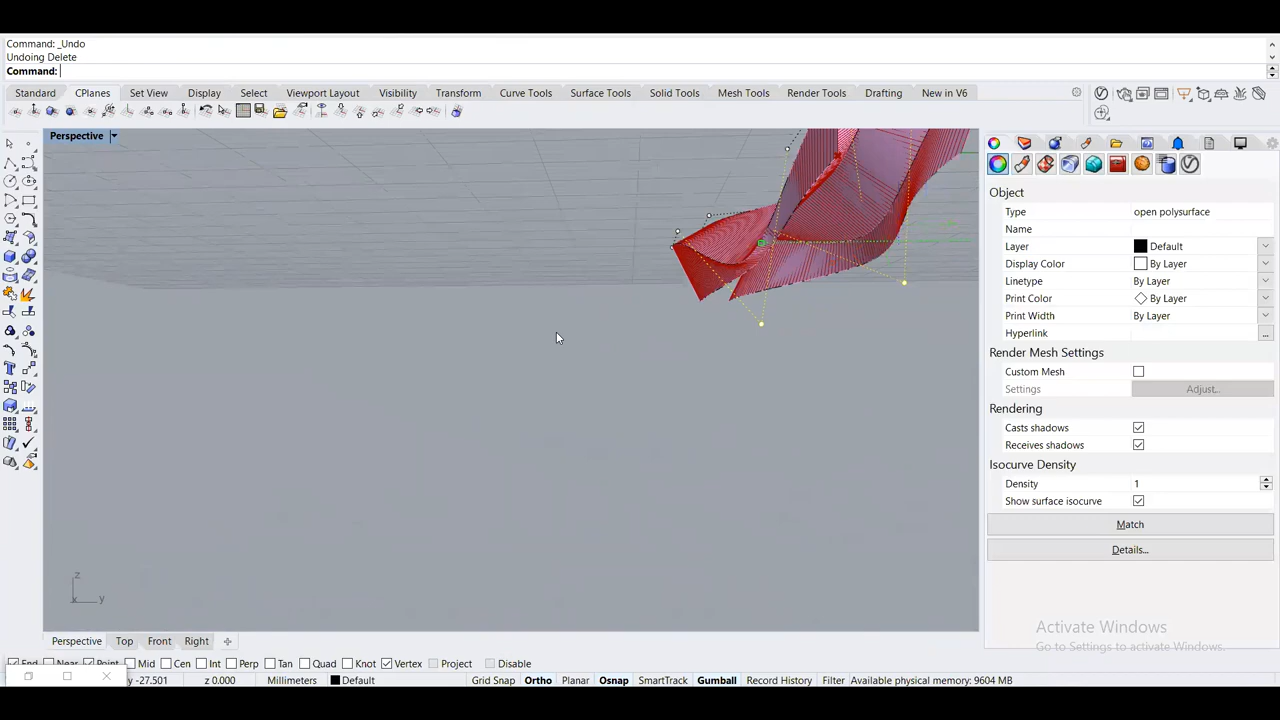 Command: _Undo
Undoing Delete
Command:
Standard CPlanes Set View Display Select Viewport Layout Visibility Transform Curve Tools Surface Tools Solid Tools Mesh Tools Render Tools Drafting New in V6
Perspective
Object
Type open polysurface
Name
Layer Default
Display Color By Layer
Linetype By Layer
Print Color By Layer
Print Width By Layer
Hyperlink ...
Render Mesh Settings
Custom Mesh
Settings Adjust...
Rendering
Casts shadows
Receives shadows
Isocurve Density
Density 1
Show surface isocurve
Match
Details...
z
x y
Activate Windows
Go to Settings to activate Windows.
Perspective Top Front Right
End Near Point Mid Cen Int Perp Tan Quad Knot Vertex Project Disable
y -27.501 z 0.000 Millimeters Default Grid Snap Ortho Planar Osnap SmartTrack Gumball Record History Filter Available physical memory: 9604 MB